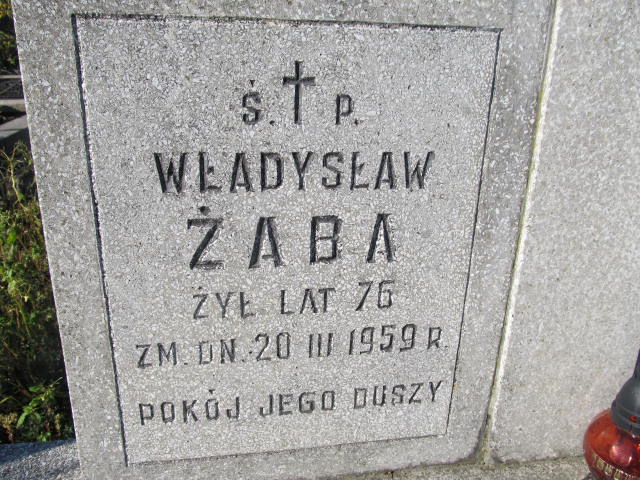 Ś. P.
WŁADYSŁAW
ŻABA
ŻYŁ LAT 76
ZM. DN. 20 III 1959 R.
POKÓJ JEGO DUSZY